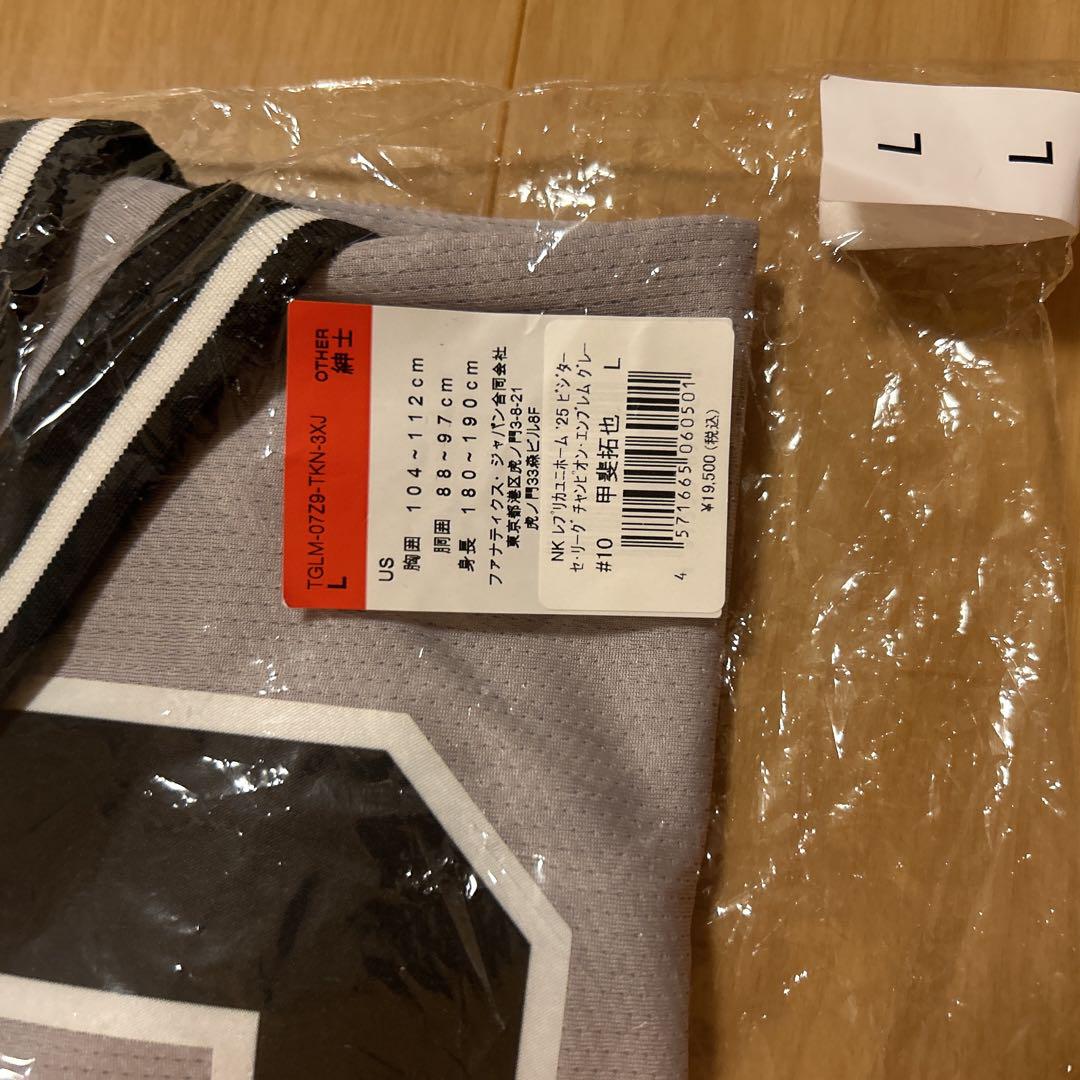 L
L
OTHER
紳士
TGLM-07Z9-TKN-3XJ
L
US
胸囲 104~112cm
胴囲 88~97cm
身長 180~190cm
ファナティクス・ジャパン合同会社
東京都港区虎ノ門3-8-21
虎ノ門33森ビル8F
NK レプリカユニホーム '25 ビジター
セ・リーグ チャンピオン・エンブレム グレー
#10 甲斐拓也 L
4 571665 060501
¥19,500 (税込)